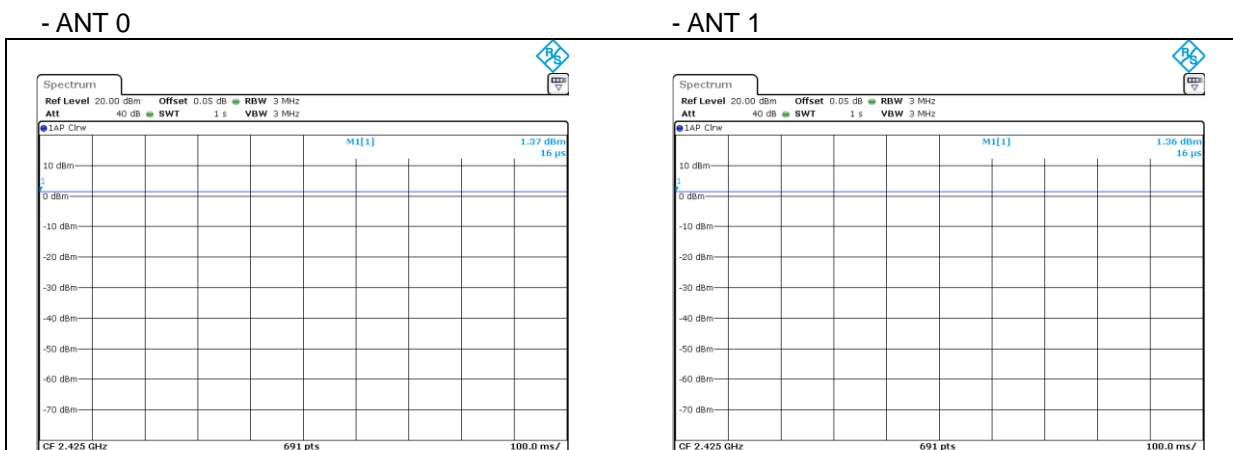 - ANT 0
- ANT 1
R&S
Spectrum
Ref Level 20.00 dBm Offset 0.05 dB RBW 3 MHz
Att 40 dB SWT 1 s VBW 3 MHz
1AP Clrw
M1[1] 1.37 dBm
16 µs
10 dBm
1
0 dBm
-10 dBm
-20 dBm
-30 dBm
-40 dBm
-50 dBm
-60 dBm
-70 dBm
CF 2.425 GHz 691 pts 100.0 ms/
R&S
Spectrum
Ref Level 20.00 dBm Offset 0.05 dB RBW 3 MHz
Att 40 dB SWT 1 s VBW 3 MHz
1AP Clrw
M1[1] 1.36 dBm
16 µs
10 dBm
1
0 dBm
-10 dBm
-20 dBm
-30 dBm
-40 dBm
-50 dBm
-60 dBm
-70 dBm
CF 2.425 GHz 691 pts 100.0 ms/